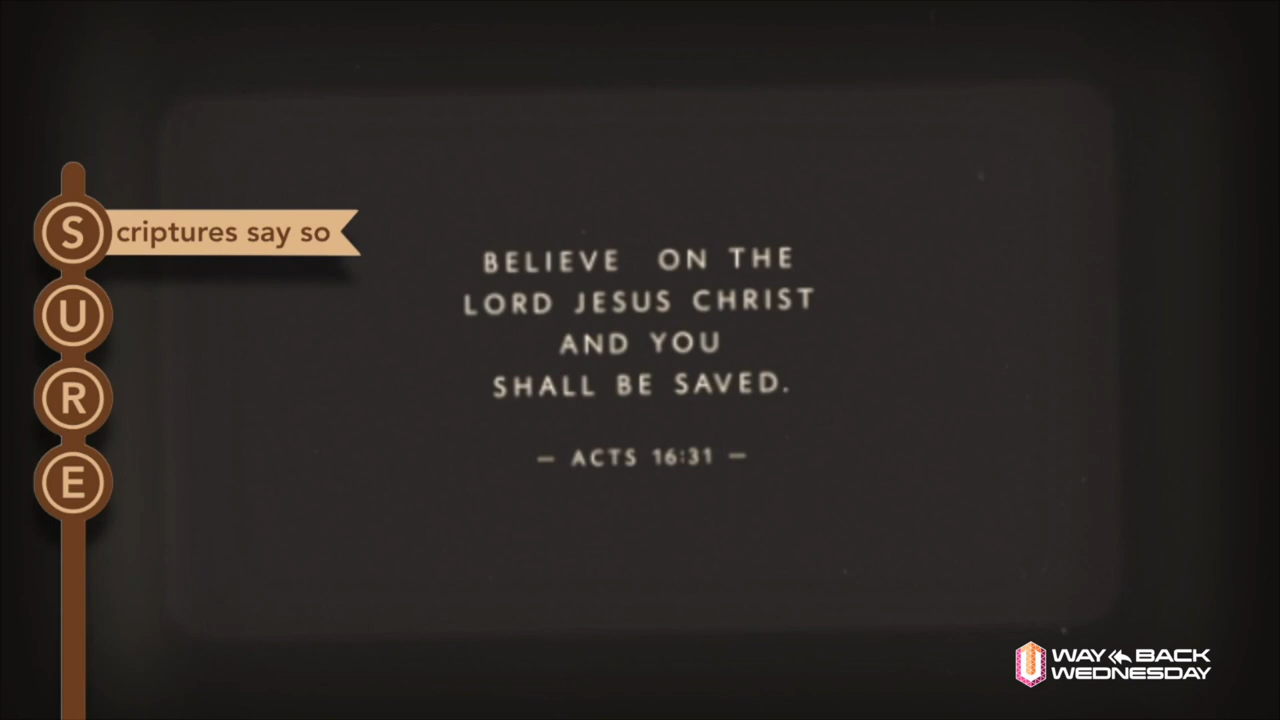 Scriptures say so
U
R
E
BELIEVE ON THE
LORD JESUS CHRIST
AND YOU
SHALL BE SAVED.
— ACTS 16:31 —
WAY BACK
WEDNESDAY